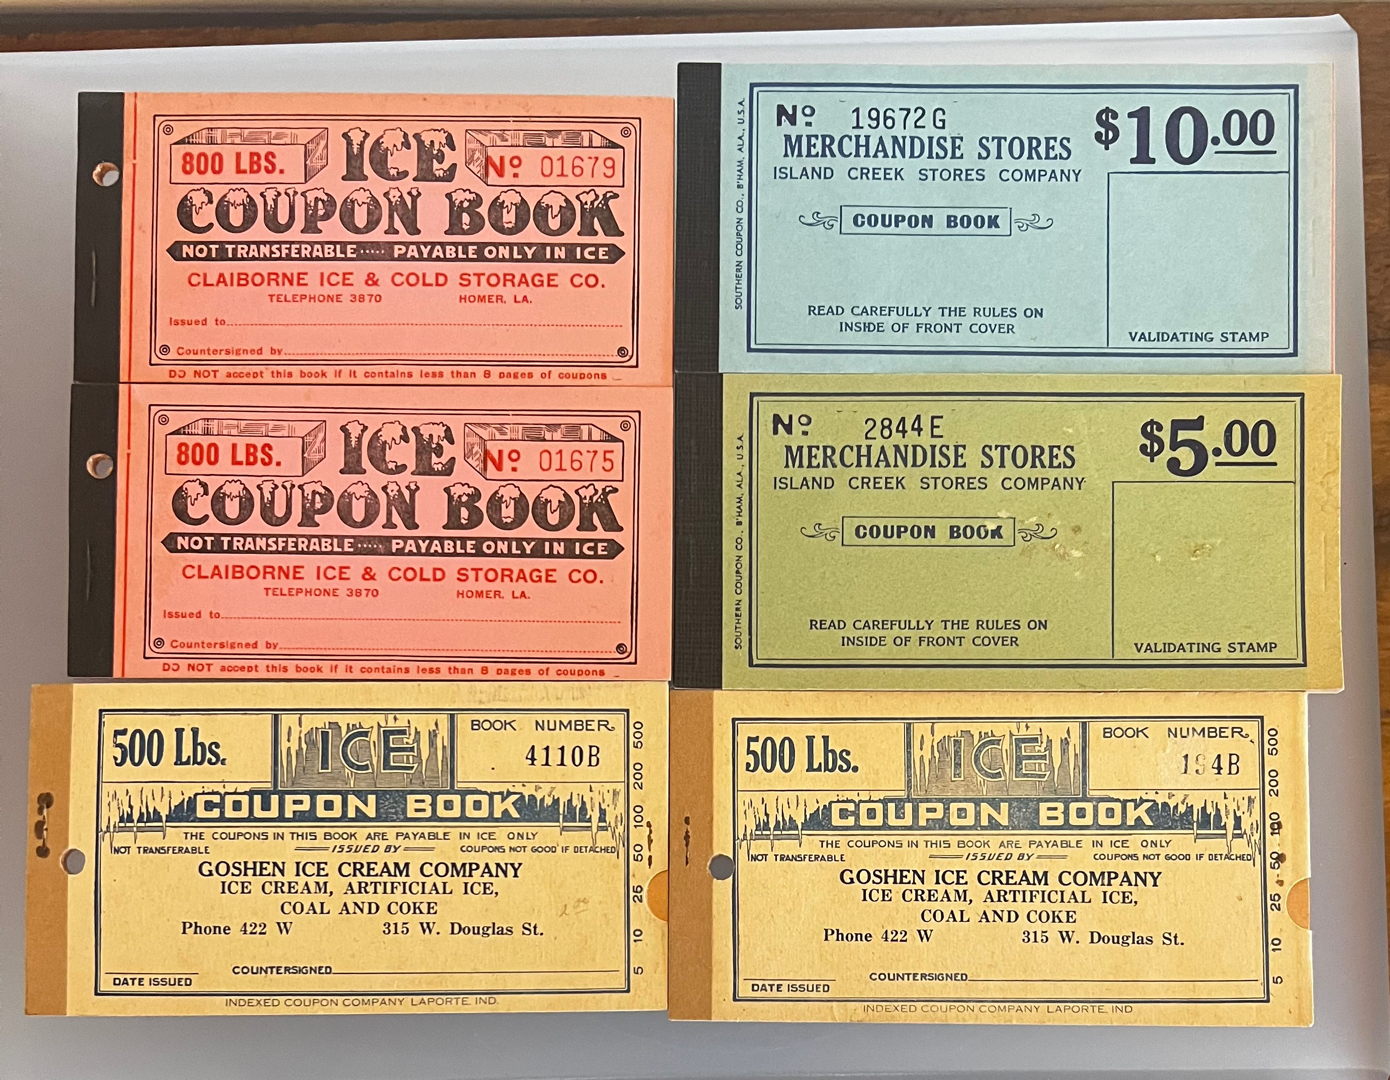 800 LBS.
ICE
No 01679
COUPON BOOK
NOT TRANSFERABLE ····· PAYABLE ONLY IN ICE
CLAIBORNE ICE & COLD STORAGE CO.
TELEPHONE 3870 HOMER, LA.
Issued to
Countersigned by
DO NOT accept this book if it contains less than 8 pages of coupons
SOUTHERN COUPON CO., B'HAM, ALA., U.S.A.
No 19672G
$10.00
MERCHANDISE STORES
ISLAND CREEK STORES COMPANY
COUPON BOOK
READ CAREFULLY THE RULES ON
INSIDE OF FRONT COVER
VALIDATING STAMP
800 LBS.
ICE
No 01675
COUPON BOOK
NOT TRANSFERABLE ····· PAYABLE ONLY IN ICE
CLAIBORNE ICE & COLD STORAGE CO.
TELEPHONE 3870 HOMER, LA.
Issued to
Countersigned by
DO NOT accept this book if it contains less than 8 pages of coupons
SOUTHERN COUPON CO., B'HAM, ALA., U.S.A.
No 2844E
$5.00
MERCHANDISE STORES
ISLAND CREEK STORES COMPANY
COUPON BOOK
READ CAREFULLY THE RULES ON
INSIDE OF FRONT COVER
VALIDATING STAMP
500 Lbs.
ICE
BOOK NUMBER
4110B
COUPON BOOK
THE COUPONS IN THIS BOOK ARE PAYABLE IN ICE ONLY
NOT TRANSFERABLE ISSUED BY COUPONS NOT GOOD IF DETACHED
GOSHEN ICE CREAM COMPANY
ICE CREAM, ARTIFICIAL ICE,
COAL AND COKE
Phone 422 W 315 W. Douglas St.
DATE ISSUED COUNTERSIGNED
INDEXED COUPON COMPANY LAPORTE, IND.
5 10 25 50 100 200 500
500 Lbs.
ICE
BOOK NUMBER
194B
COUPON BOOK
THE COUPONS IN THIS BOOK ARE PAYABLE IN ICE ONLY
NOT TRANSFERABLE ISSUED BY COUPONS NOT GOOD IF DETACHED
GOSHEN ICE CREAM COMPANY
ICE CREAM, ARTIFICIAL ICE,
COAL AND COKE
Phone 422 W 315 W. Douglas St.
DATE ISSUED COUNTERSIGNED
INDEXED COUPON COMPANY LAPORTE, IND
5 10 25 50 100 200 500